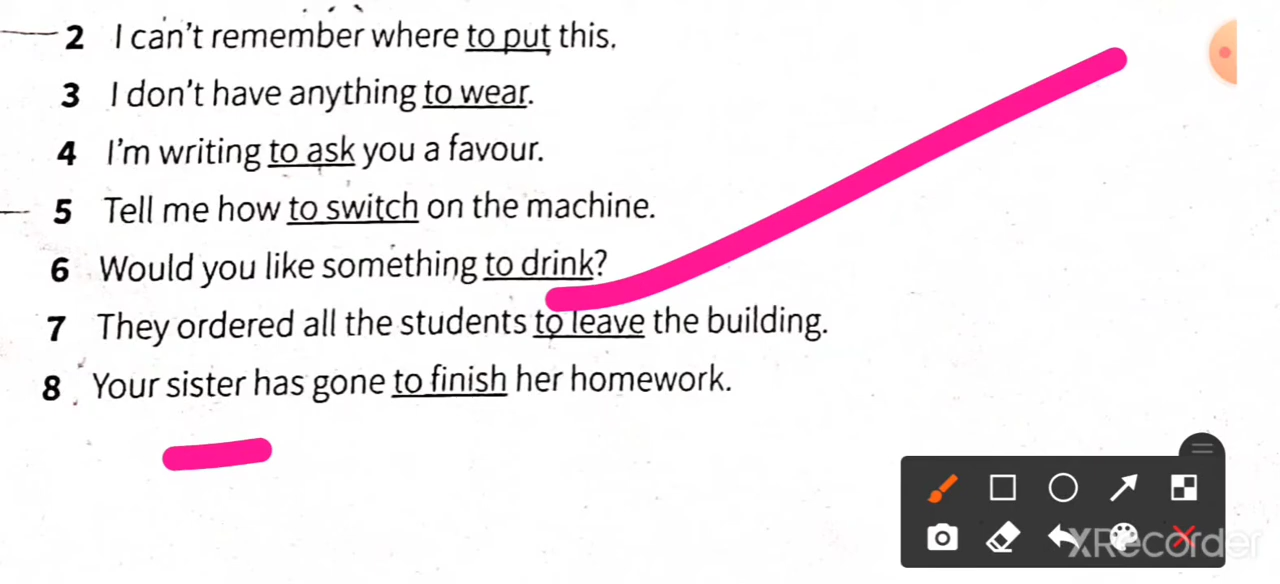 2 I can't remember where to put this.
3 I don't have anything to wear.
4 I'm writing to ask you a favour.
5 Tell me how to switch on the machine.
6 Would you like something to drink?
7 They ordered all the students to leave the building.
8 Your sister has gone to finish her homework.
XRecorder